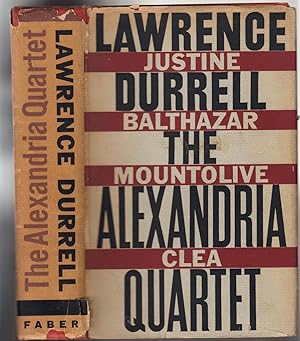 The Alexandria Quartet
LAWRENCE DURRELL
FABER
LAWRENCE
JUSTINE
DURRELL
BALTHAZAR
THE
MOUNTOLIVE
ALEXANDRIA
CLEA
QUARTET